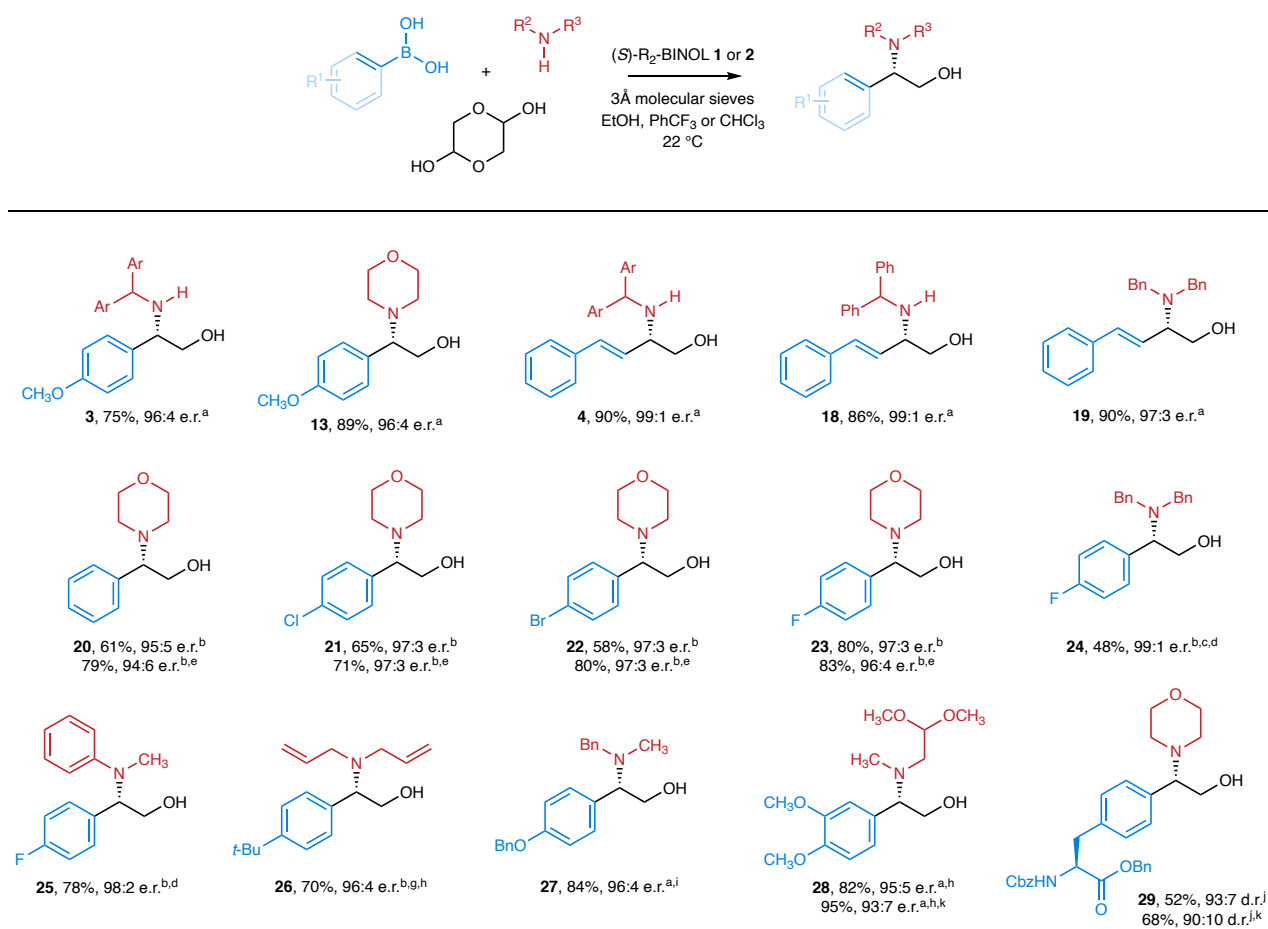 OH
B
OH
R1
+
R2 R3
N
H
O OH
HO O
(S)-R2-BINOL 1 or 2
3Å molecular sieves
EtOH, PhCF3 or CHCl3
22 °C
R2 R3
N
OH
R1
Ar
Ar N H
OH
CH3O
3, 75%, 96:4 e.r.a
O
N
OH
CH3O
13, 89%, 96:4 e.r.a
Ar
Ar N H
OH
4, 90%, 99:1 e.r.a
Ph
Ph N H
OH
18, 86%, 99:1 e.r.a
Bn N Bn
OH
19, 90%, 97:3 e.r.a
O
N
OH
20, 61%, 95:5 e.r.b
79%, 94:6 e.r.b,e
O
N
OH
Cl
21, 65%, 97:3 e.r.b
71%, 97:3 e.r.b,e
O
N
OH
Br
22, 58%, 97:3 e.r.b
80%, 97:3 e.r.b,e
O
N
OH
F
23, 80%, 97:3 e.r.b
83%, 96:4 e.r.b,e
Bn N Bn
OH
F
24, 48%, 99:1 e.r.b,c,d
N CH3
OH
F
25, 78%, 98:2 e.r.b,d
N
OH
t-Bu
26, 70%, 96:4 e.r.b,g,h
Bn N CH3
OH
BnO
27, 84%, 96:4 e.r.a,i
H3CO OCH3
H3C N
OH
CH3O
CH3O
28, 82%, 95:5 e.r.a,h
95%, 93:7 e.r.a,h,k
O
N
OH
CbzHN OBn
O
29, 52%, 93:7 d.r.j
68%, 90:10 d.r.j,k